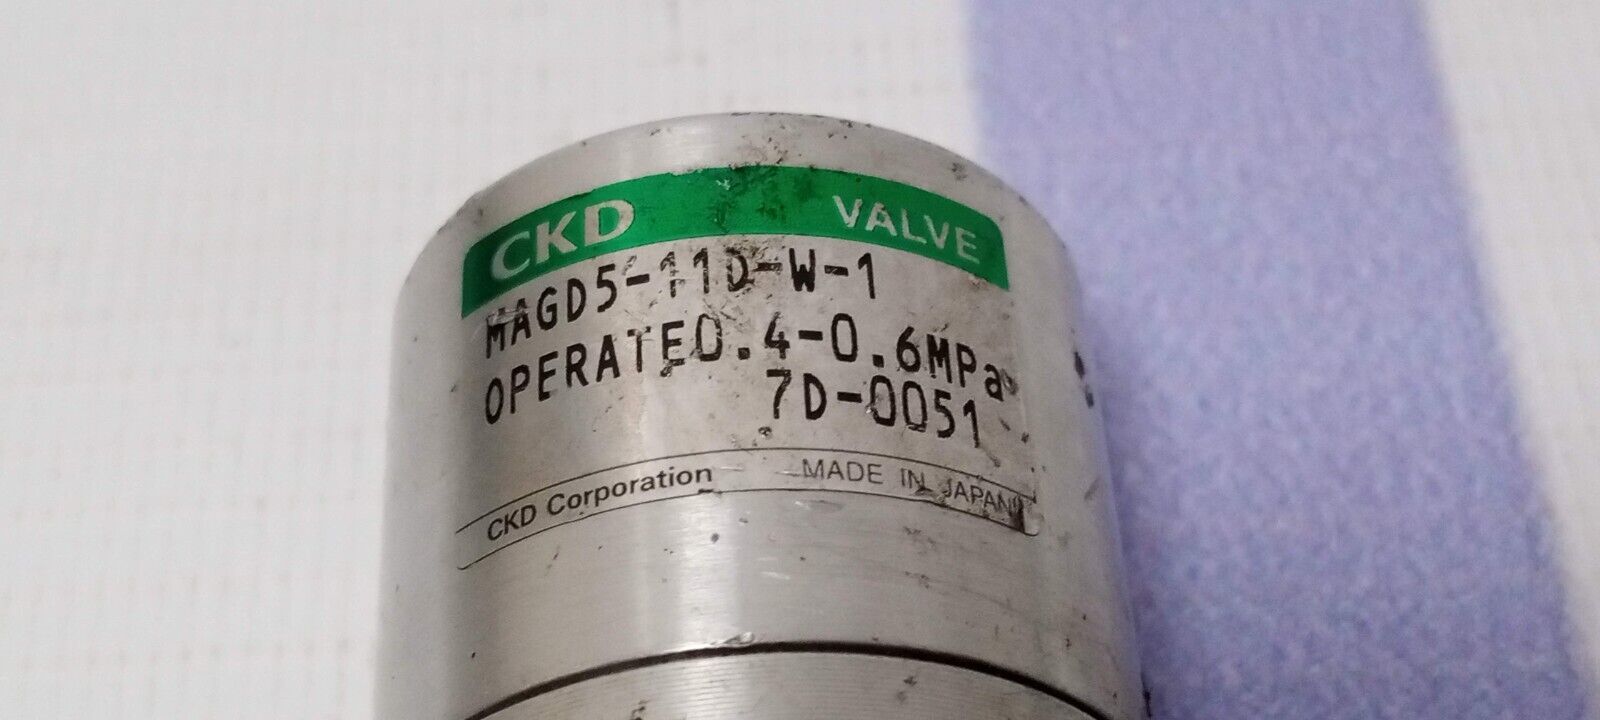 CKD VALVE
MAGD5-11D-W-1
OPERATE0.4-0.6MPa
7D-0051
CKD Corporation MADE IN JAPAN